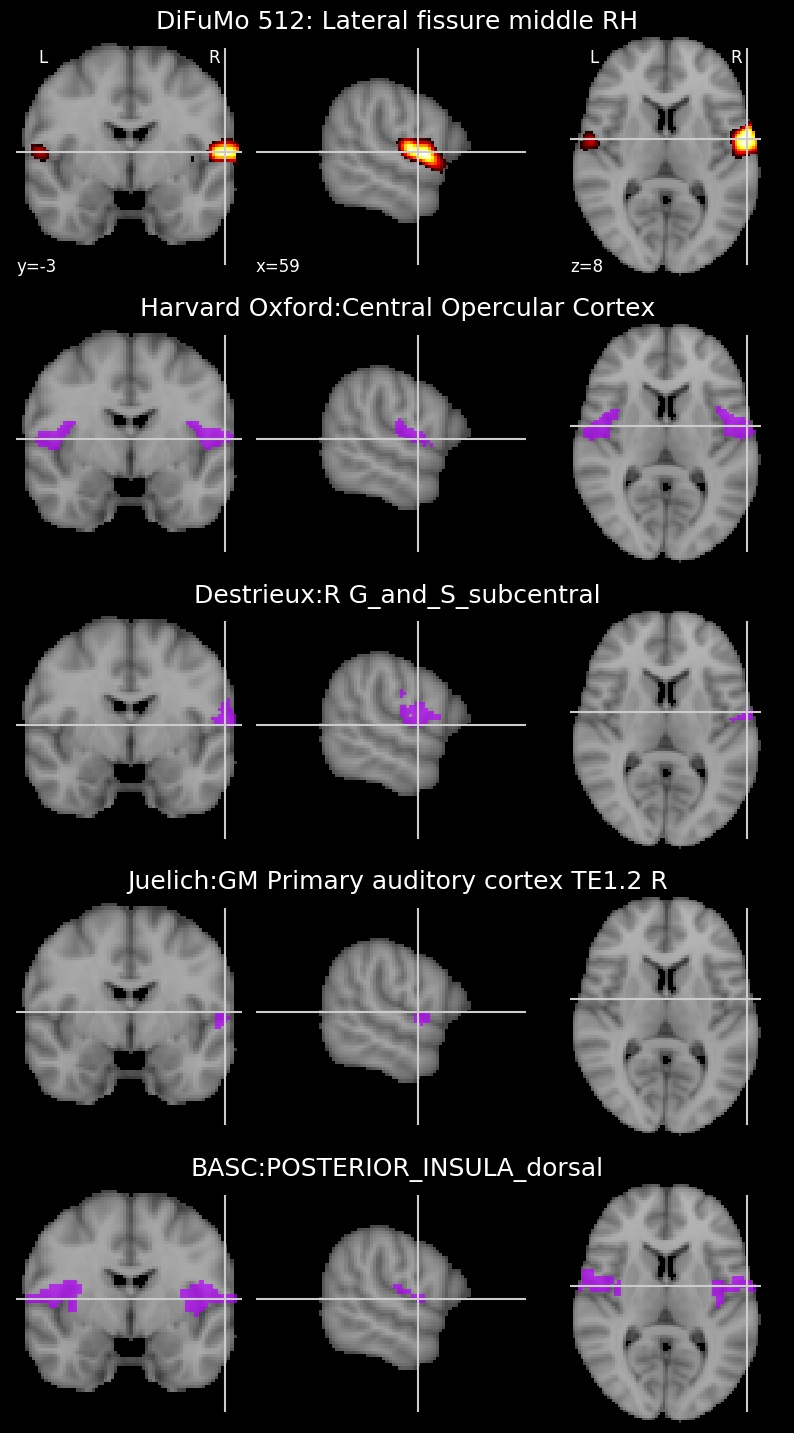 DiFuMo 512: Lateral fissure middle RH
L R L R
y=-3 x=59 z=8
Harvard Oxford:Central Opercular Cortex
Destrieux:R G_and_S_subcentral
Juelich:GM Primary auditory cortex TE1.2 R
BASC:POSTERIOR_INSULA_dorsal